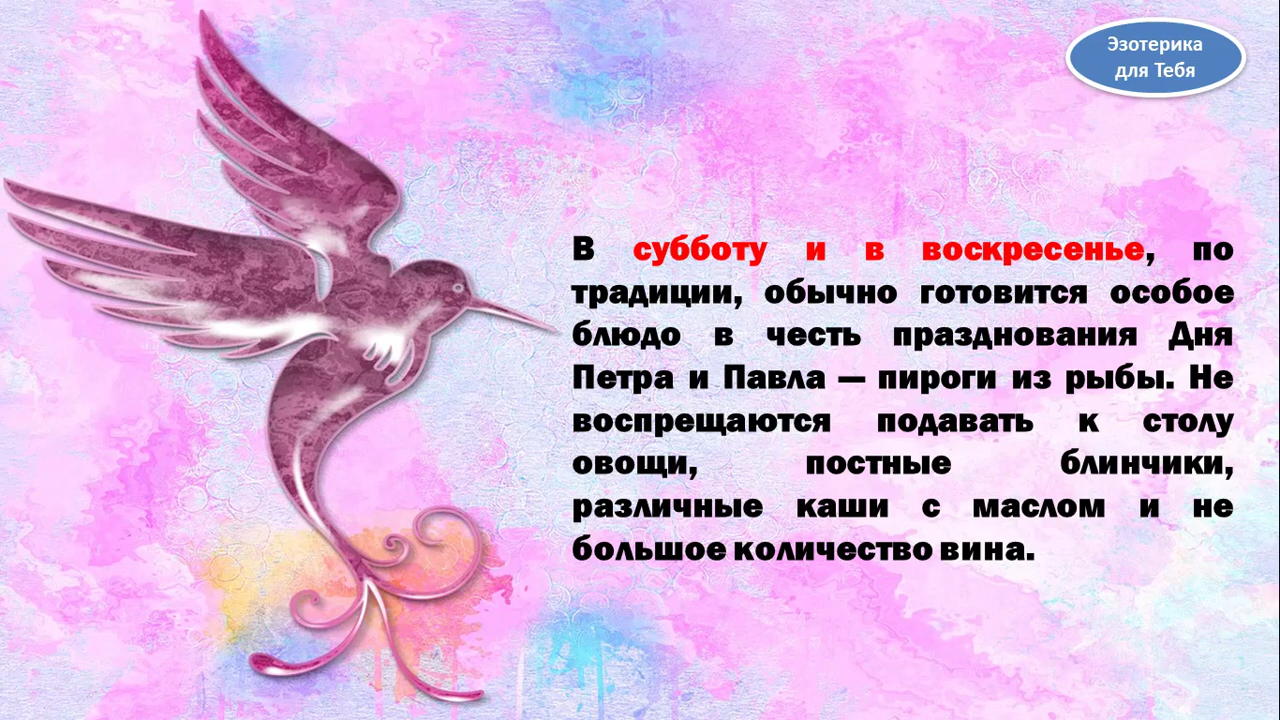 Эзотерика
для Тебя
В субботу и в воскресенье, по
традиции, обычно готовится особое
блюдо в честь празднования Дня
Петра и Павла — пироги из рыбы. Не
воспрещаются подавать к столу
овощи, постные блинчики,
различные каши с маслом и не
большое количество вина.